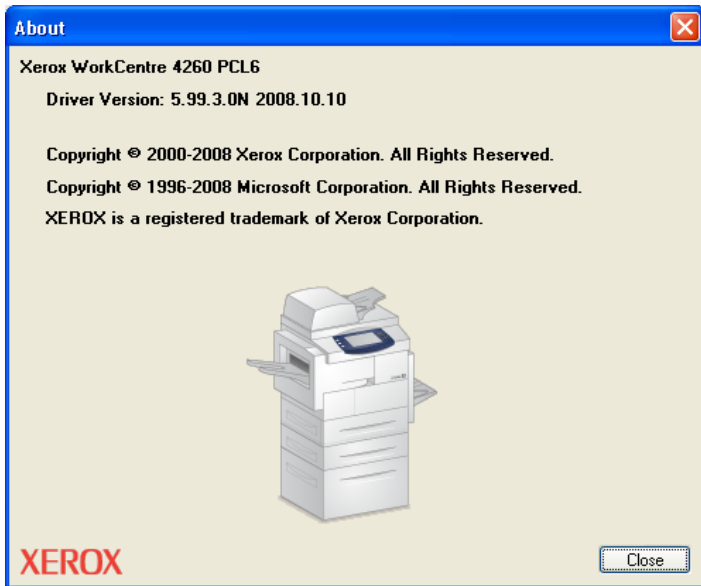 About
Xerox WorkCentre 4260 PCL6
Driver Version: 5.99.3.0N 2008.10.10
Copyright © 2000-2008 Xerox Corporation. All Rights Reserved.
Copyright © 1996-2008 Microsoft Corporation. All Rights Reserved.
XEROX is a registered trademark of Xerox Corporation.
XEROX
Close